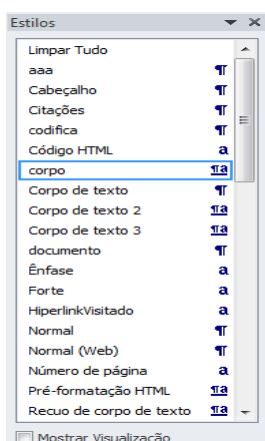 Estilos
Limpar Tudo
aaa ¶
Cabeçalho ¶
Citações ¶
codifica ¶
Código HTML a
corpo ¶a
Corpo de texto ¶
Corpo de texto 2 ¶a
Corpo de texto 3 ¶a
documento ¶
Ênfase a
Forte a
HiperlinkVisitado a
Normal ¶
Normal (Web) ¶
Número de página a
Pré-formatação HTML ¶a
Recuo de corpo de texto ¶a
Mostrar Visualização